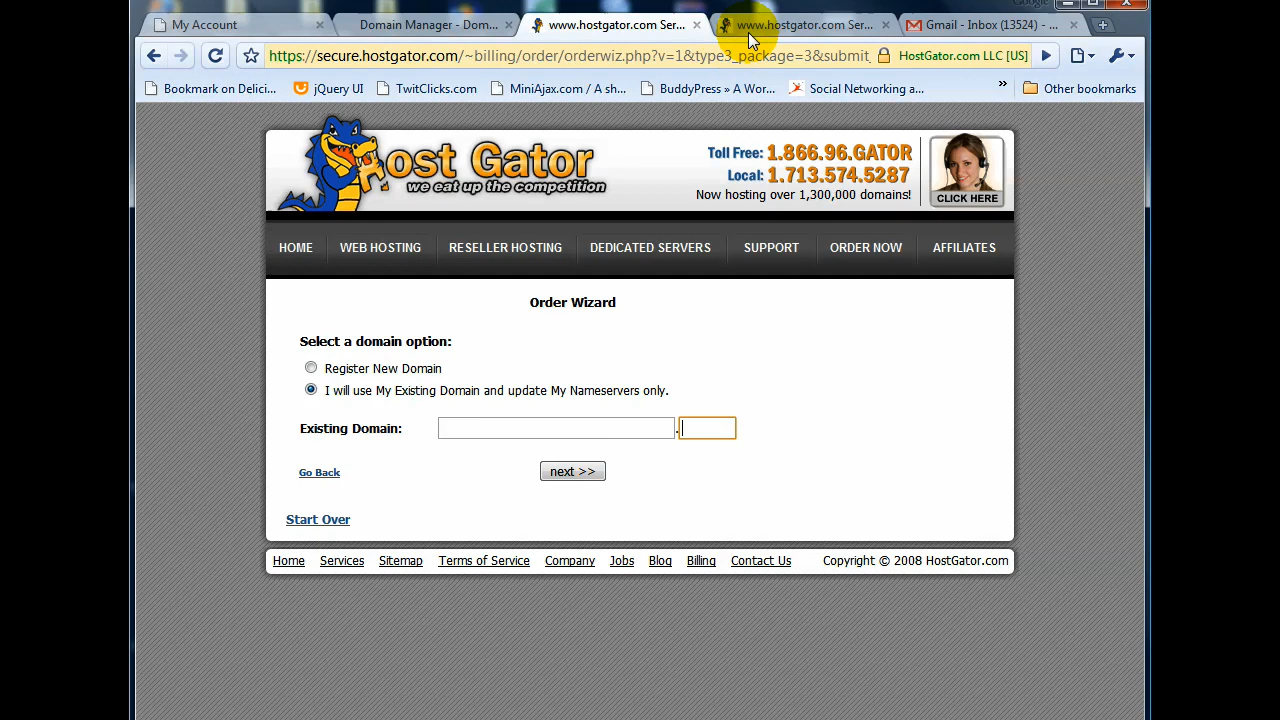 Google
My Account
Domain Manager - Dom...
www.hostgator.com Ser...
www.hostgator.com Ser...
Gmail - Inbox (13524) - ...
https://secure.hostgator.com/~billing/order/orderwiz.php?v=1&type3_package=3&submit_
HostGator.com LLC [US]
Bookmark on Delici...
jQuery UI
TwitClicks.com
MiniAjax.com / A sh...
BuddyPress » A Wor...
Social Networking a...
»
Other bookmarks
Host Gator
we eat up the competition
Toll Free: 1.866.96.GATOR
Local: 1.713.574.5287
Now hosting over 1,300,000 domains!
CLICK HERE
HOME
WEB HOSTING
RESELLER HOSTING
DEDICATED SERVERS
SUPPORT
ORDER NOW
AFFILIATES
Order Wizard
Select a domain option:
Register New Domain
I will use My Existing Domain and update My Nameservers only.
Existing Domain: .
Go Back
next >>
Start Over
Home
Services
Sitemap
Terms of Service
Company
Jobs
Blog
Billing
Contact Us
Copyright © 2008 HostGator.com